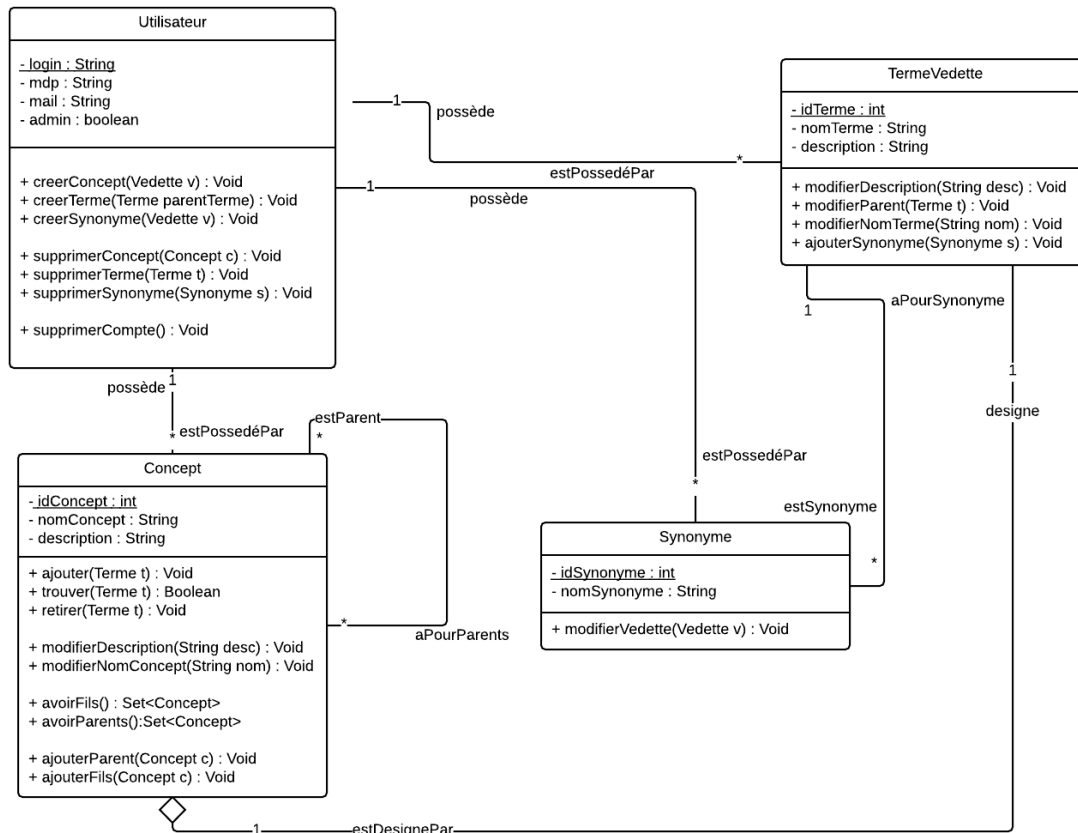 Utilisateur
- login : String
- mdp : String
- mail : String
- admin : boolean
+ creerConcept(Vedette v) : Void
+ creerTerme(Terme parentTerme) : Void
+ creerSynonyme(Vedette v) : Void
+ supprimerConcept(Concept c) : Void
+ supprimerTerme(Terme t) : Void
+ supprimerSynonyme(Synonyme s) : Void
+ supprimerCompte() : Void
1
possède
*
estPossedéPar
TermeVedette
- idTerme : int
- nomTerme : String
- description : String
+ modifierDescription(String desc) : Void
+ modifierParent(Terme t) : Void
+ modifierNomTerme(String nom) : Void
+ ajouterSynonyme(Synonyme s) : Void
1
possède
estPossedéPar
*
aPourSynonyme
1
estSynonyme
*
1
designe
possède
1
* estPossedéPar
estParent
*
*
aPourParents
Concept
- idConcept : int
- nomConcept : String
- description : String
+ ajouter(Terme t) : Void
+ trouver(Terme t) : Boolean
+ retirer(Terme t) : Void
+ modifierDescription(String desc) : Void
+ modifierNomConcept(String nom) : Void
+ avoirFils() : Set<Concept>
+ avoirParents():Set<Concept>
+ ajouterParent(Concept c) : Void
+ ajouterFils(Concept c) : Void
Synonyme
- idSynonyme : int
- nomSynonyme : String
+ modifierVedette(Vedette v) : Void
1
estDesignePar